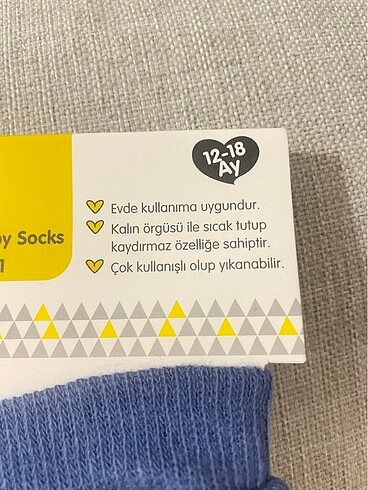 12-18
Ay
Evde kullanıma uygundur.
Kalın örgüsü ile sıcak tutup
kaydırmaz özelliğe sahiptir.
Çok kullanışlı olup yıkanabilir.
Socks